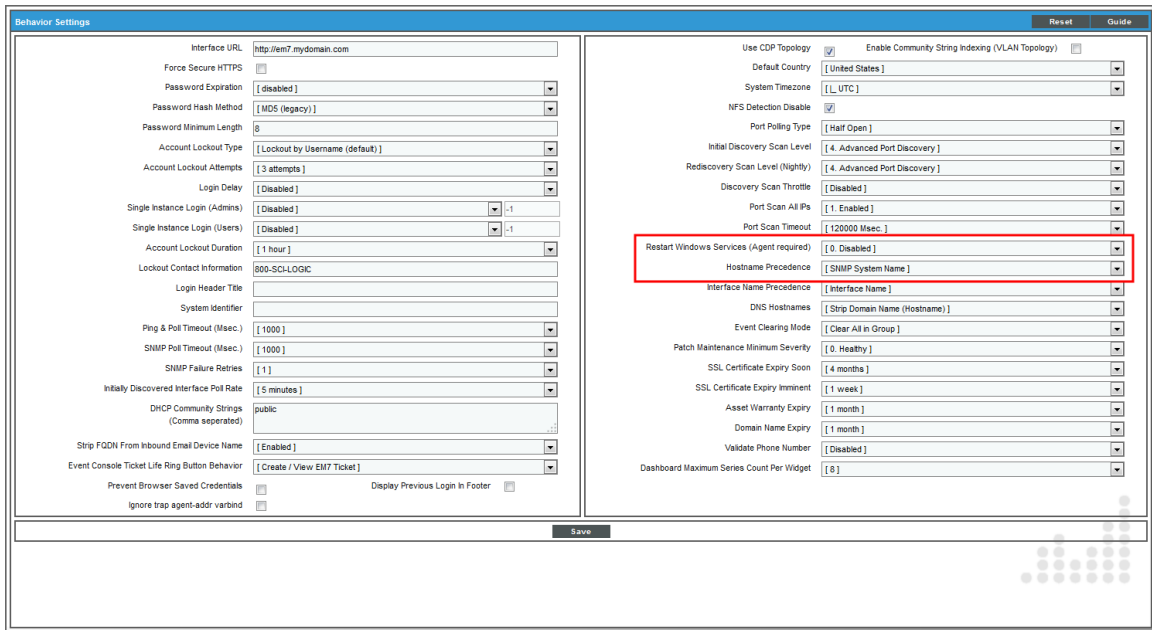 Behavior Settings
Reset
Guide
Interface URL http://em7.mydomain.com
Force Secure HTTPS
Password Expiration [ disabled ]
Password Hash Method [ MD5 (legacy) ]
Password Minimum Length 8
Account Lockout Type [ Lockout by Username (default) ]
Account Lockout Attempts [ 3 attempts ]
Login Delay [ Disabled ]
Single Instance Login (Admins) [ Disabled ] -1
Single Instance Login (Users) [ Disabled ] -1
Account Lockout Duration [ 1 hour ]
Lockout Contact Information 800-SCI-LOGIC
Login Header Title
System Identifier
Ping & Poll Timeout (Msec.) [ 1000 ]
SNMP Poll Timeout (Msec.) [ 1000 ]
SNMP Failure Retries [ 1 ]
Initially Discovered Interface Poll Rate [ 5 minutes ]
DHCP Community Strings public
(Comma seperated)
Strip FQDN From Inbound Email Device Name [ Enabled ]
Event Console Ticket Life Ring Button Behavior [ Create / View EM7 Ticket ]
Prevent Browser Saved Credentials Display Previous Login In Footer
Ignore trap agent-addr varbind
Use CDP Topology Enable Community String Indexing (VLAN Topology)
Default Country [ United States ]
System Timezone [ |_ UTC ]
NFS Detection Disable
Port Polling Type [ Half Open ]
Initial Discovery Scan Level [ 4. Advanced Port Discovery ]
Rediscovery Scan Level (Nightly) [ 4. Advanced Port Discovery ]
Discovery Scan Throttle [ Disabled ]
Port Scan All IPs [ 1. Enabled ]
Port Scan Timeout [ 120000 Msec. ]
Restart Windows Services (Agent required) [ 0. Disabled ]
Hostname Precedence [ SNMP System Name ]
Interface Name Precedence [ Interface Name ]
DNS Hostnames [ Strip Domain Name (Hostname) ]
Event Clearing Mode [ Clear All in Group ]
Patch Maintenance Minimum Severity [ 0. Healthy ]
SSL Certificate Expiry Soon [ 4 months ]
SSL Certificate Expiry Imminent [ 1 week ]
Asset Warranty Expiry [ 1 month ]
Domain Name Expiry [ 1 month ]
Validate Phone Number [ Disabled ]
Dashboard Maximum Series Count Per Widget [ 8 ]
Save